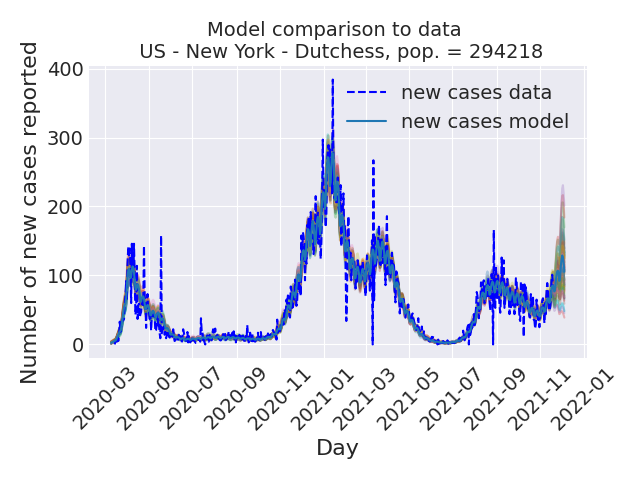 Model comparison to data
US - New York - Dutchess, pop. = 294218
Number of new cases reported
400
300
200
100
0
new cases data
new cases model
2020-03
2020-05
2020-07
2020-09
2020-11
2021-01
2021-03
2021-05
2021-07
2021-09
2021-11
2022-01
Day